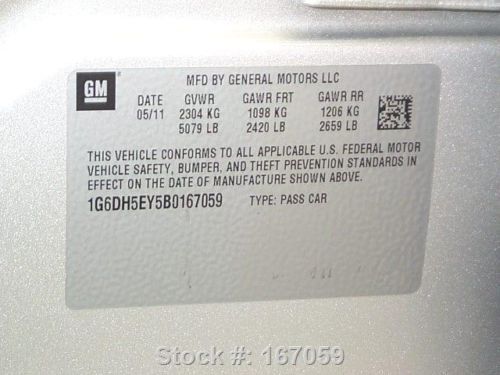 GM
MFD BY GENERAL MOTORS LLC
DATE GVWR GAWR FRT GAWR RR
05/11 2304 KG 1098 KG 1206 KG
5079 LB 2420 LB 2659 LB
THIS VEHICLE CONFORMS TO ALL APPLICABLE U.S. FEDERAL MOTOR
VEHICLE SAFETY, BUMPER, AND THEFT PREVENTION STANDARDS IN
EFFECT ON THE DATE OF MANUFACTURE SHOWN ABOVE.
1G6DH5EY5B0167059 TYPE: PASS CAR
Stock #: 167059